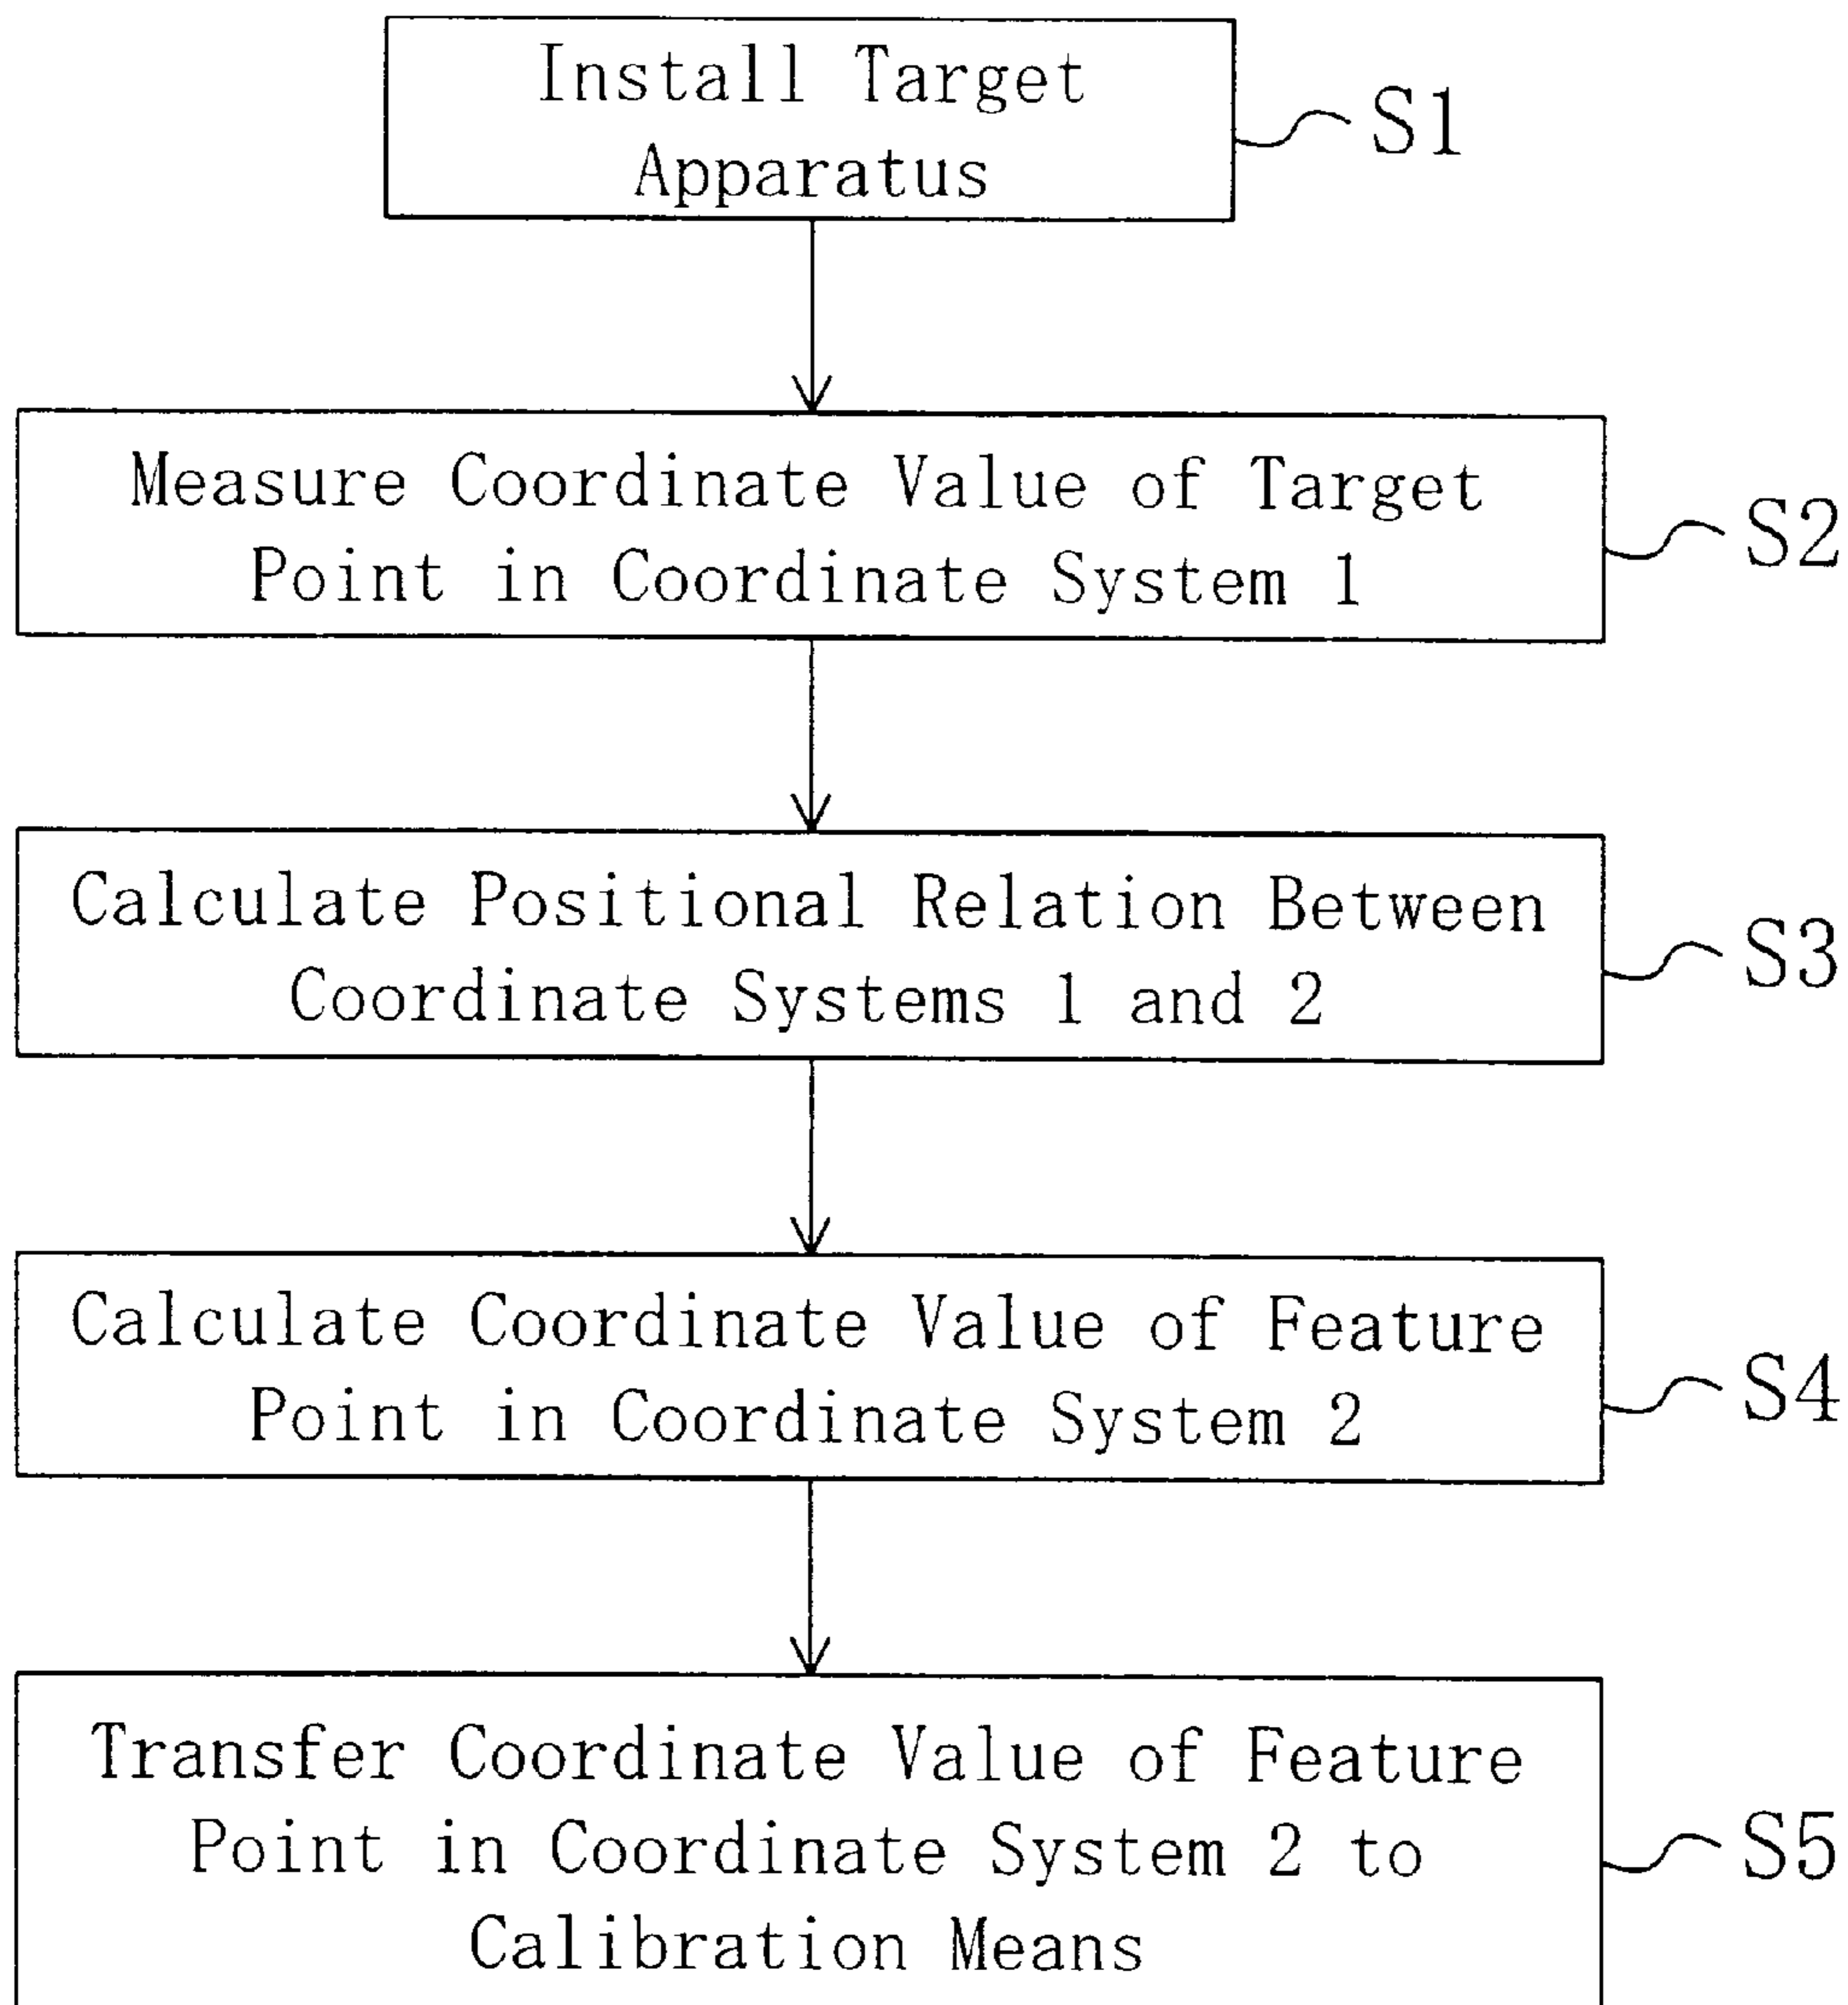 Install Target
Apparatus
S1
Measure Coordinate Value of Target
Point in Coordinate System 1
S2
Calculate Positional Relation Between
Coordinate Systems 1 and 2
S3
Calculate Coordinate Value of Feature
Point in Coordinate System 2
S4
Transfer Coordinate Value of Feature
Point in Coordinate System 2 to
Calibration Means
S5